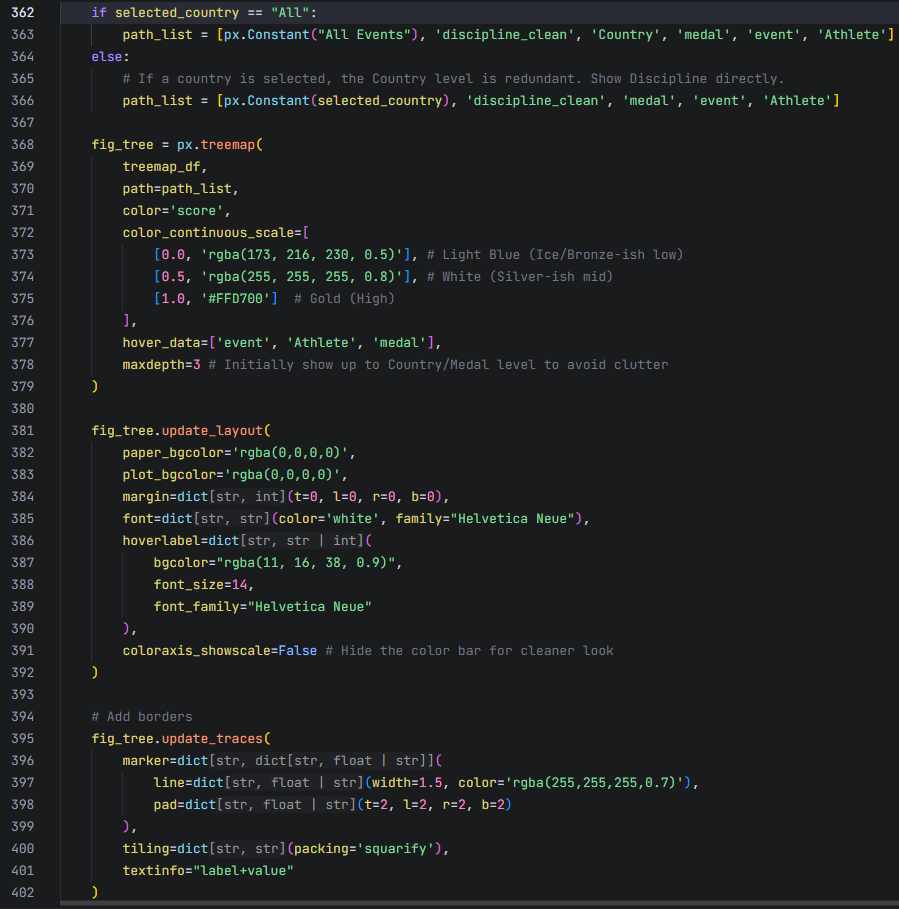 362 if selected_country == "All":
363 path_list = [px.Constant("All Events"), 'discipline_clean', 'Country', 'medal', 'event', 'Athlete']
364 else:
365 # If a country is selected, the Country level is redundant. Show Discipline directly.
366 path_list = [px.Constant(selected_country), 'discipline_clean', 'medal', 'event', 'Athlete']
367
368 fig_tree = px.treemap(
369 treemap_df,
370 path=path_list,
371 color='score',
372 color_continuous_scale=[
373 [0.0, 'rgba(173, 216, 230, 0.5)'], # Light Blue (Ice/Bronze-ish low)
374 [0.5, 'rgba(255, 255, 255, 0.8)'], # White (Silver-ish mid)
375 [1.0, '#FFD700']  # Gold (High)
376 ],
377 hover_data=['event', 'Athlete', 'medal'],
378 maxdepth=3 # Initially show up to Country/Medal level to avoid clutter
379 )
380
381 fig_tree.update_layout(
382 paper_bgcolor='rgba(0,0,0,0)',
383 plot_bgcolor='rgba(0,0,0,0)',
384 margin=dict[str, int](t=0, l=0, r=0, b=0),
385 font=dict[str, str](color='white', family="Helvetica Neue"),
386 hoverlabel=dict[str, str | int](
387 bgcolor="rgba(11, 16, 38, 0.9)",
388 font_size=14,
389 font_family="Helvetica Neue"
390 ),
391 coloraxis_showscale=False # Hide the color bar for cleaner look
392 )
393
394 # Add borders
395 fig_tree.update_traces(
396 marker=dict[str, dict[str, float | str]](
397 line=dict[str, float | str](width=1.5, color='rgba(255,255,255,0.7)'),
398 pad=dict[str, float | str](t=2, l=2, r=2, b=2)
399 ),
400 tiling=dict[str, str](packing='squarify'),
401 textinfo="label+value"
402 )